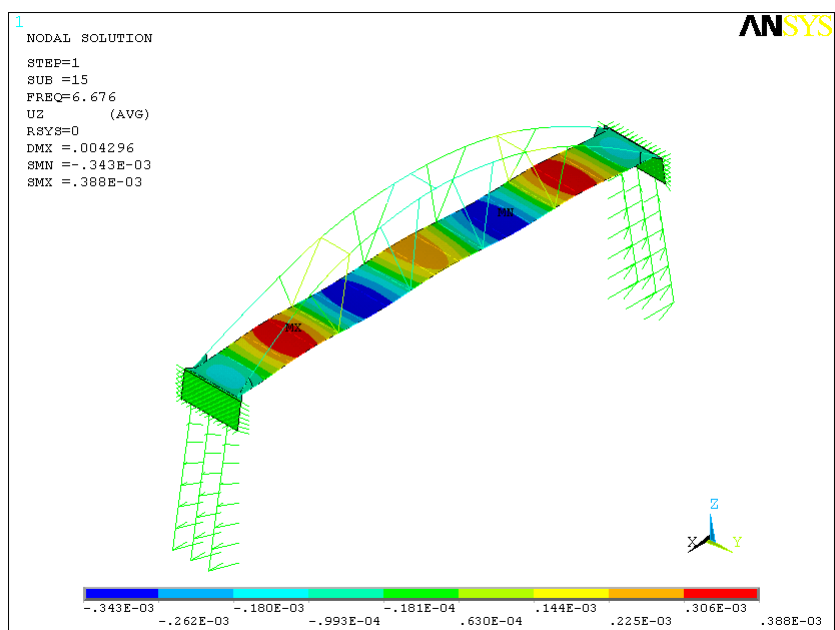 1
ANSYS
NODAL SOLUTION
STEP=1
SUB =15
FREQ=6.676
UZ (AVG)
RSYS=0
DMX =.004296
SMN =-.343E-03
SMX =.388E-03
MN
MX
Z
X Y
-.343E-03 -.180E-03 -.181E-04 .144E-03 .306E-03
-.262E-03 -.993E-04 .630E-04 .225E-03 .388E-03